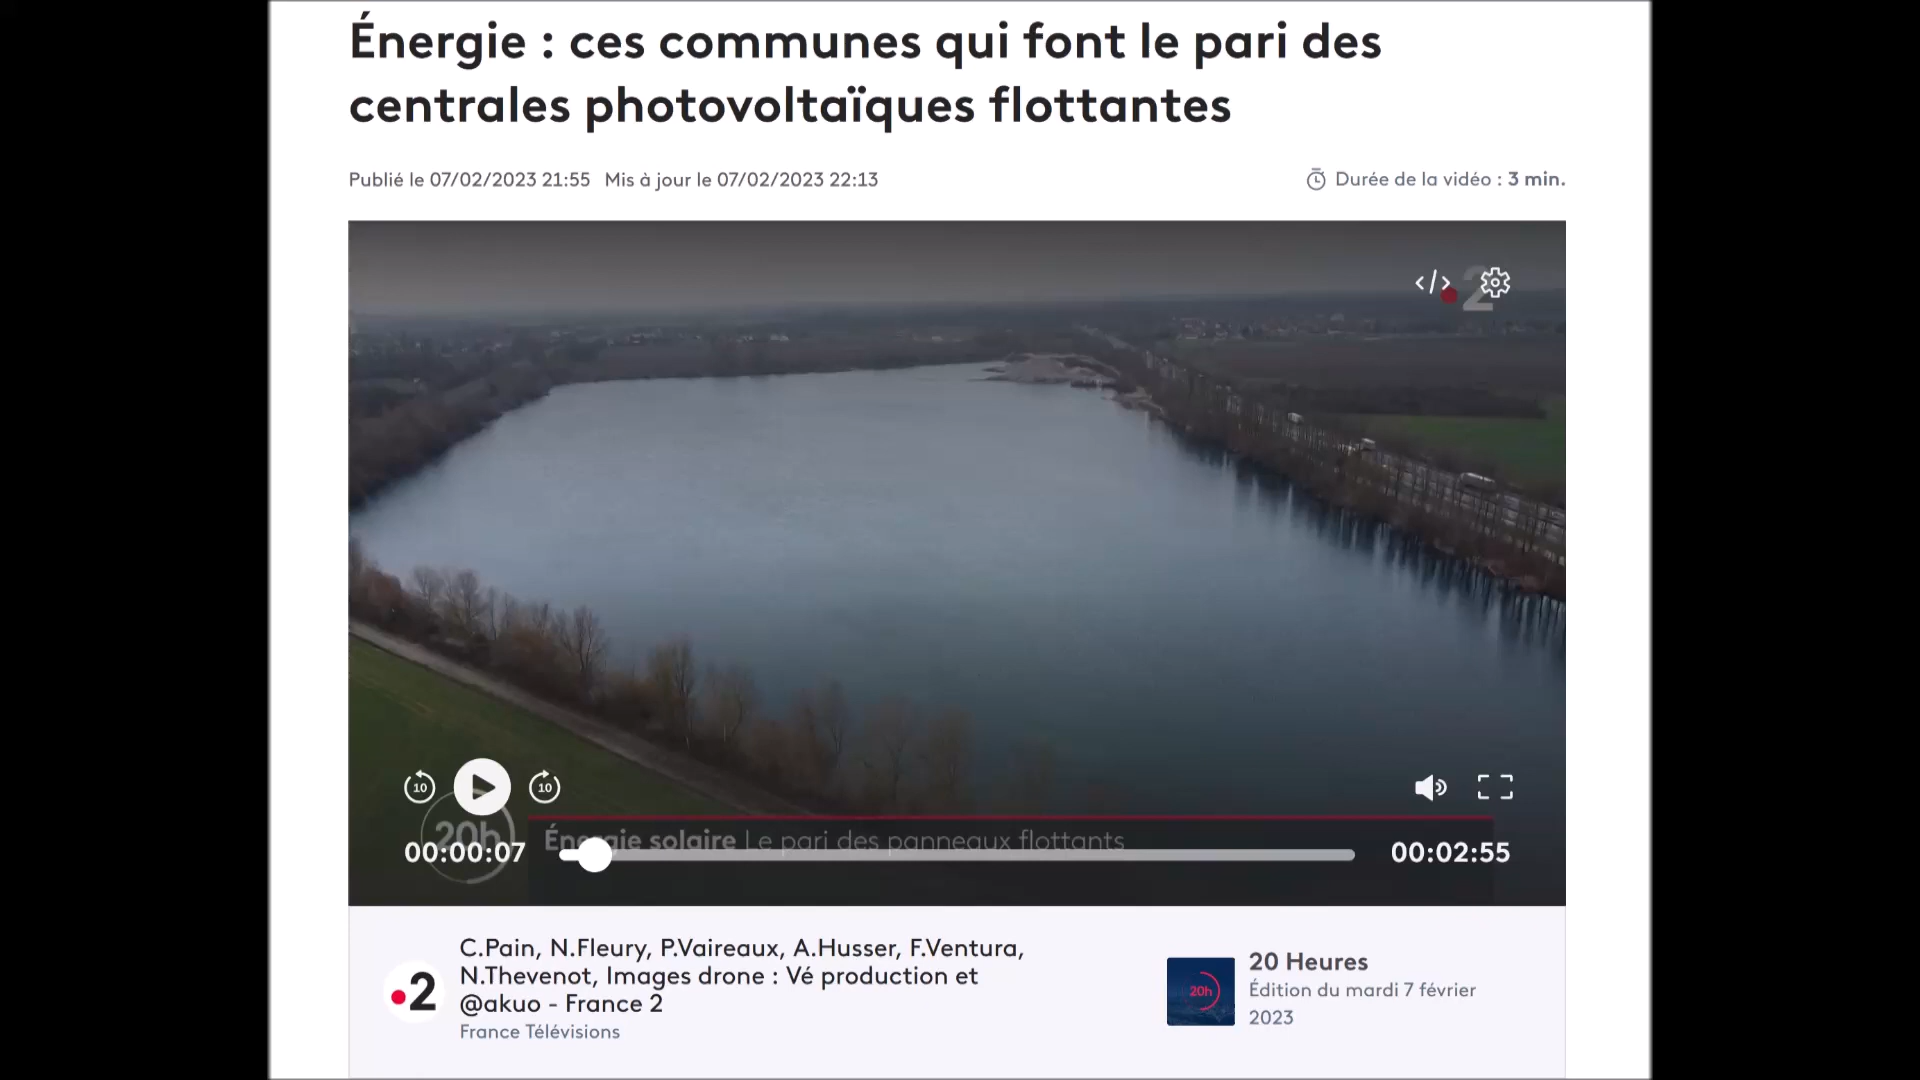 Énergie : ces communes qui font le pari des
centrales photovoltaïques flottantes
Publié le 07/02/2023 21:55 Mis à jour le 07/02/2023 22:13
Durée de la vidéo : 3 min.
</>
2
10
10
20h
Énergie solaire Le pari des panneaux flottants
00:00:07
00:02:55
2
C.Pain, N.Fleury, P.Vaireaux, A.Husser, F.Ventura,
N.Thevenot, Images drone : Vé production et
@akuo - France 2
France Télévisions
20h
20 Heures
Édition du mardi 7 février
2023